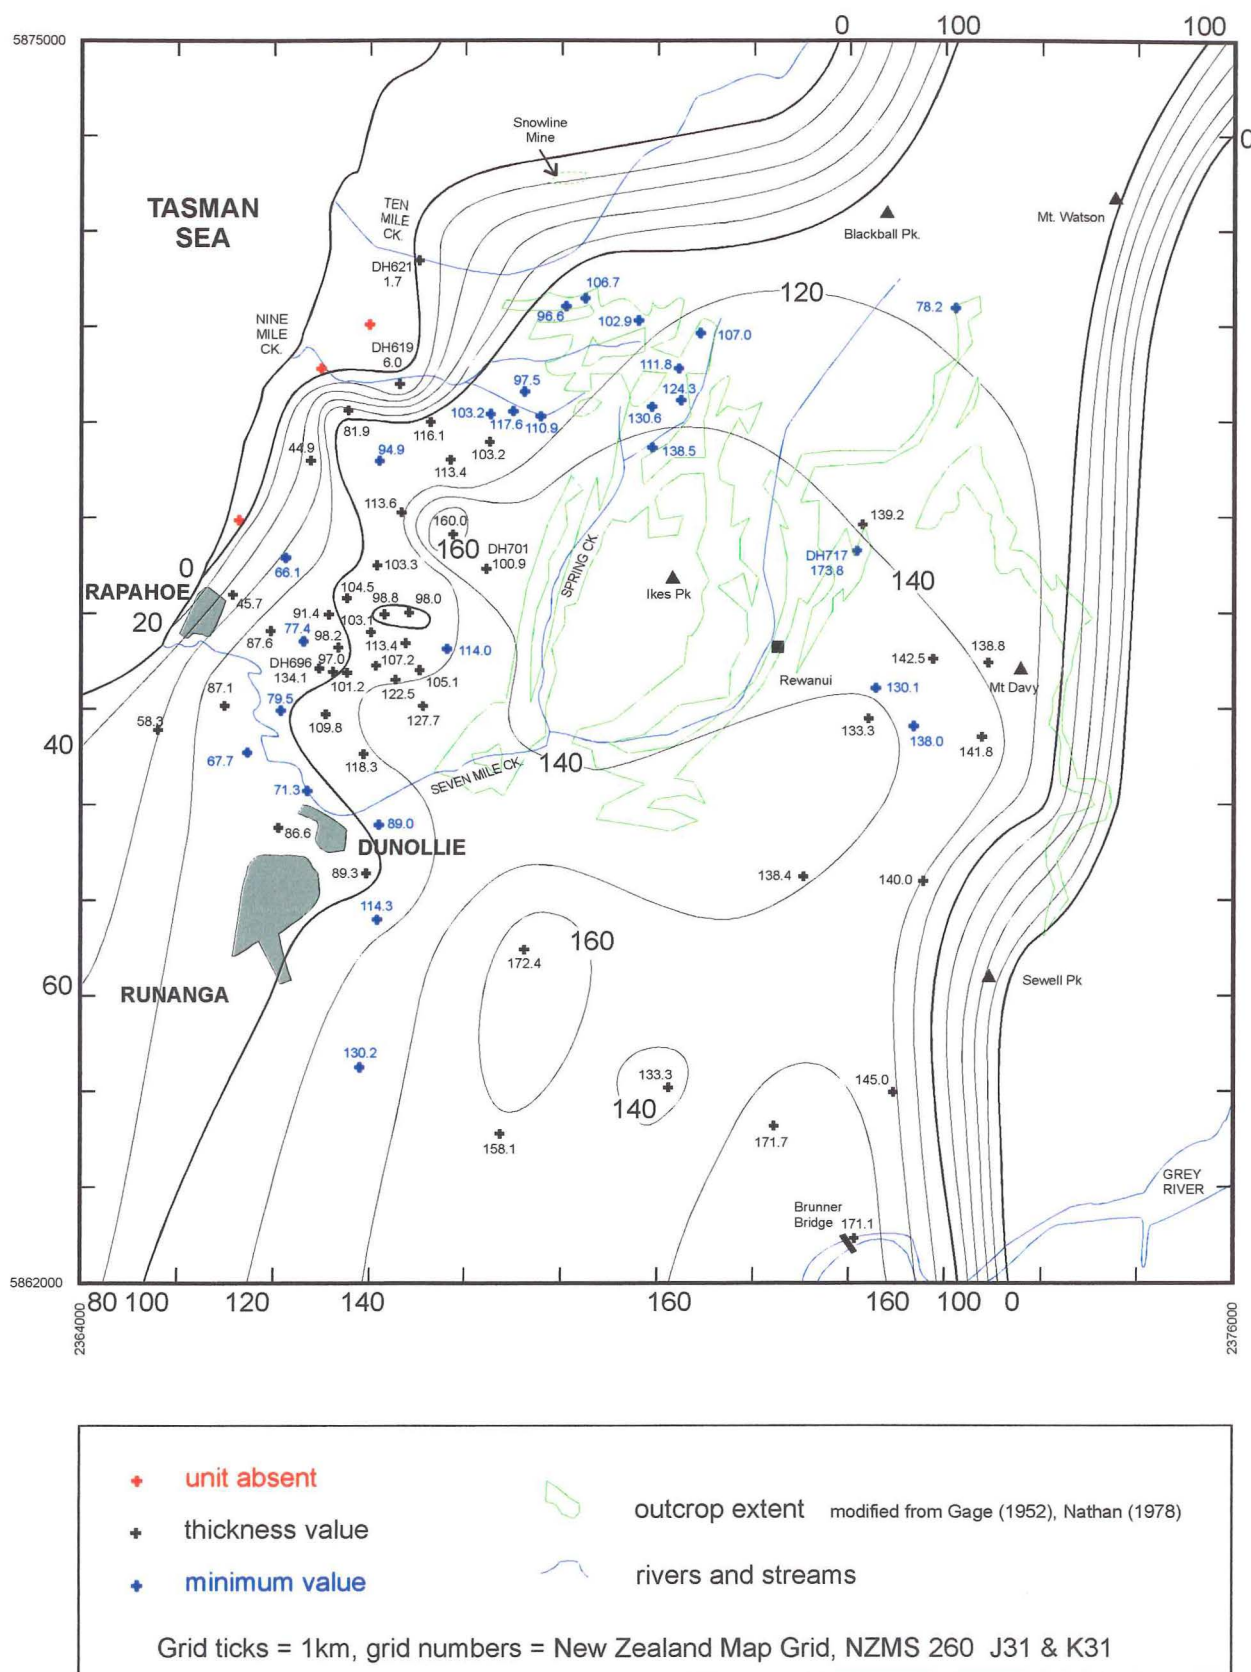 0 100 100
5875000
0
Snowline
Mine
TASMAN
SEA
TEN
MILE
CK.
Mt. Watson
Blackball Pk.
DH621
1.7
106.7
120
96.6
102.9
78.2
NINE
MILE
CK.
107.0
DH619
6.0
111.8
97.5
124.3
103.2
117.6
110.9
130.6
81.9
116.1
138.5
44.9
94.9
103.2
113.4
113.6
160.0
139.2
160
DH701
100.9
DH717
173.8
0
66.1
103.3
SPRING CK.
140
RAPAHOE
Ikes Pk
45.7
104.5
98.8
98.0
20
91.4
103.1
87.6
77.4
98.2
113.4
114.0
142.5
138.8
DH696
134.1
97.0
107.2
105.1
Rewanui
Mt Davy
101.2
122.5
130.1
87.1
79.5
109.8
127.7
133.3
138.0
58.3
141.8
40
67.7
118.3
140
SEVEN MILE CK.
71.3
89.0
86.6
DUNOLLIE
89.3
138.4
140.0
114.3
160
172.4
60
Sewell Pk
RUNANGA
130.2
133.3
145.0
140
158.1
171.7
GREY
RIVER
Brunner
Bridge
171.1
5862000
80 100 120 140 160 160 100 0
2364000
2376000
unit absent
thickness value
minimum value
outcrop extent modified from Gage (1952), Nathan (1978)
rivers and streams
Grid ticks = 1km, grid numbers = New Zealand Map Grid, NZMS 260 J31 & K31